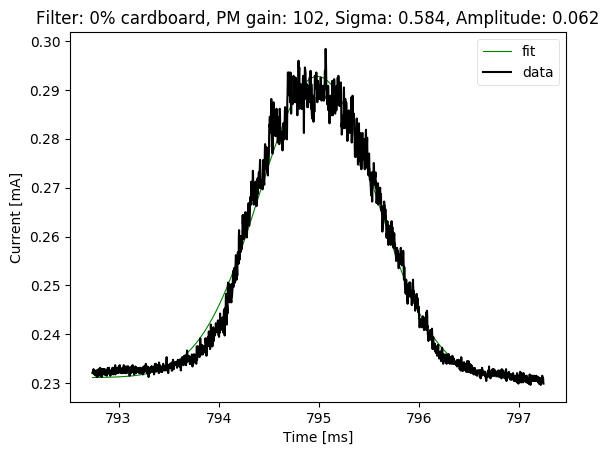 Filter: 0% cardboard, PM gain: 102, Sigma: 0.584, Amplitude: 0.062
fit
data
0.30
0.29
0.28
0.27
0.26
0.25
0.24
0.23
Current [mA]
793
794
795
796
797
Time [ms]